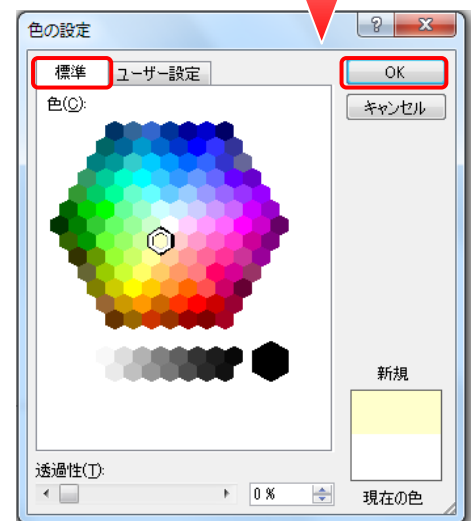 色の設定
標準
ユーザー設定
OK
キャンセル
色(C):
新規
透過性(T):
0 %
現在の色